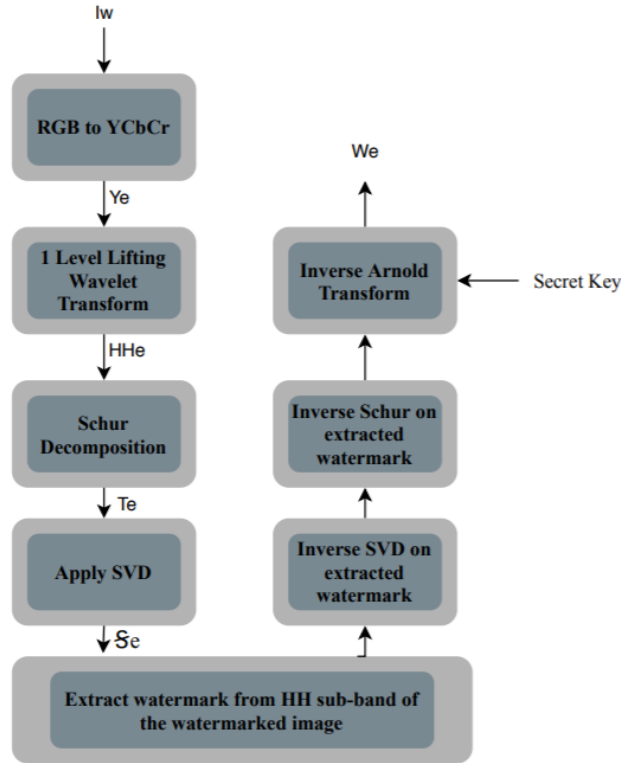 Iw
RGB to YCbCr
Ye
1 Level Lifting
Wavelet
Transform
HHe
Schur
Decomposition
Te
Apply SVD
Se
Extract watermark from HH sub-band of
the watermarked image
Inverse SVD on
extracted
watermark
Inverse Schur on
extracted
watermark
Inverse Arnold
Transform
Secret Key
We